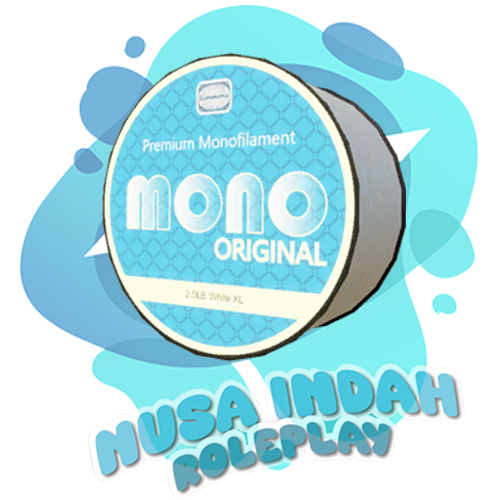 Premium Monofilament
mono
ORIGINAL
2.5LB White XL
NUSA INDAH
ROLEPLAY